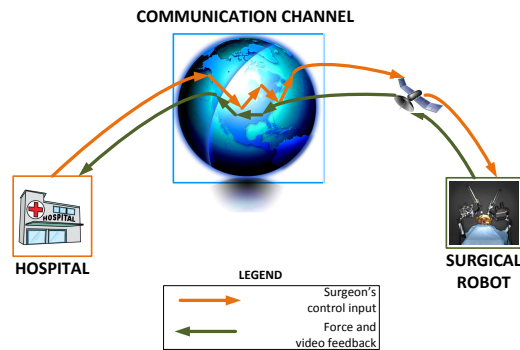 COMMUNICATION CHANNEL
HOSPITAL
HOSPITAL
SURGICAL
ROBOT
LEGEND
Surgeon's
control input
Force and
video feedback